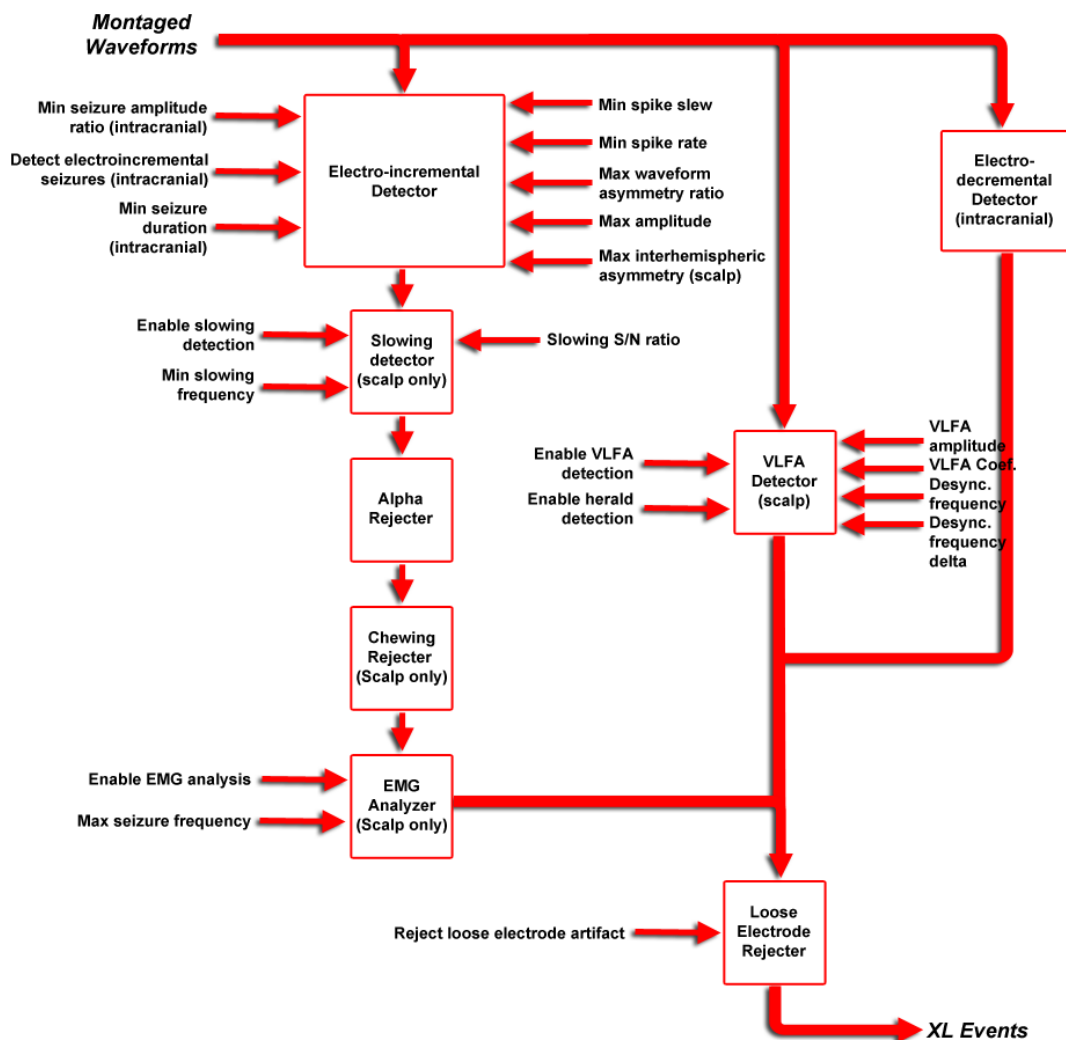 Montaged
Waveforms
Min seizure amplitude
ratio (intracranial)
Detect electroincremental
seizures (intracranial)
Min seizure
duration
(intracranial)
Electro-incremental
Detector
Min spike slew
Min spike rate
Max waveform
asymmetry ratio
Max amplitude
Max interhemispheric
asymmetry (scalp)
Electro-
decremental
Detector
(intracranial)
Enable slowing
detection
Min slowing
frequency
Slowing
detector
(scalp only)
Slowing S/N ratio
Alpha
Rejecter
Enable VLFA
detection
Enable herald
detection
VLFA
Detector
(scalp)
VLFA
amplitude
VLFA Coef.
Desync.
frequency
Desync.
frequency
delta
Chewing
Rejecter
(Scalp only)
Enable EMG analysis
Max seizure frequency
EMG
Analyzer
(Scalp only)
Reject loose electrode artifact
Loose
Electrode
Rejecter
XL Events